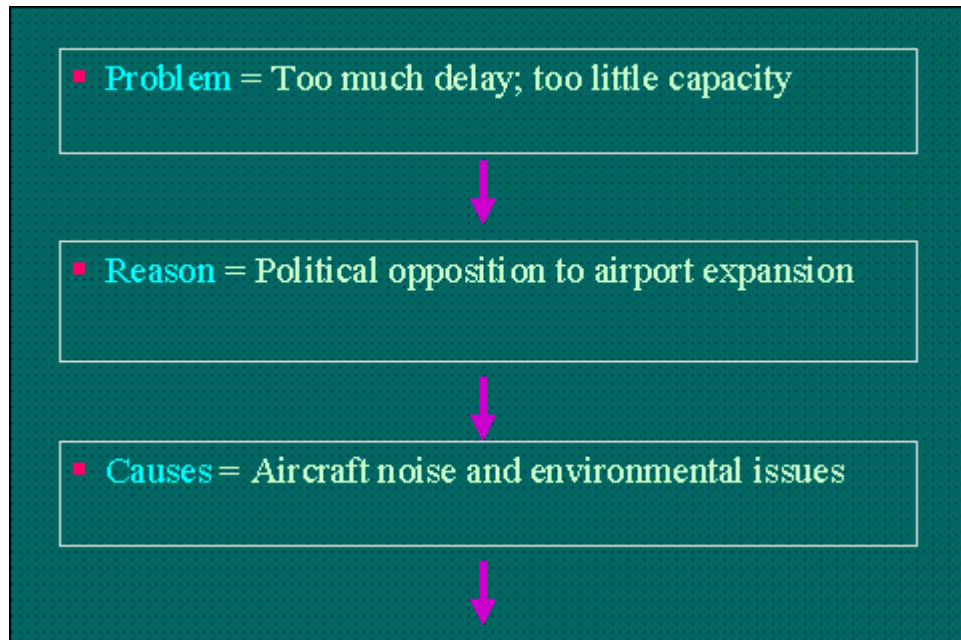 Problem = Too much delay; too little capacity
Reason = Political opposition to airport expansion
Causes = Aircraft noise and environmental issues